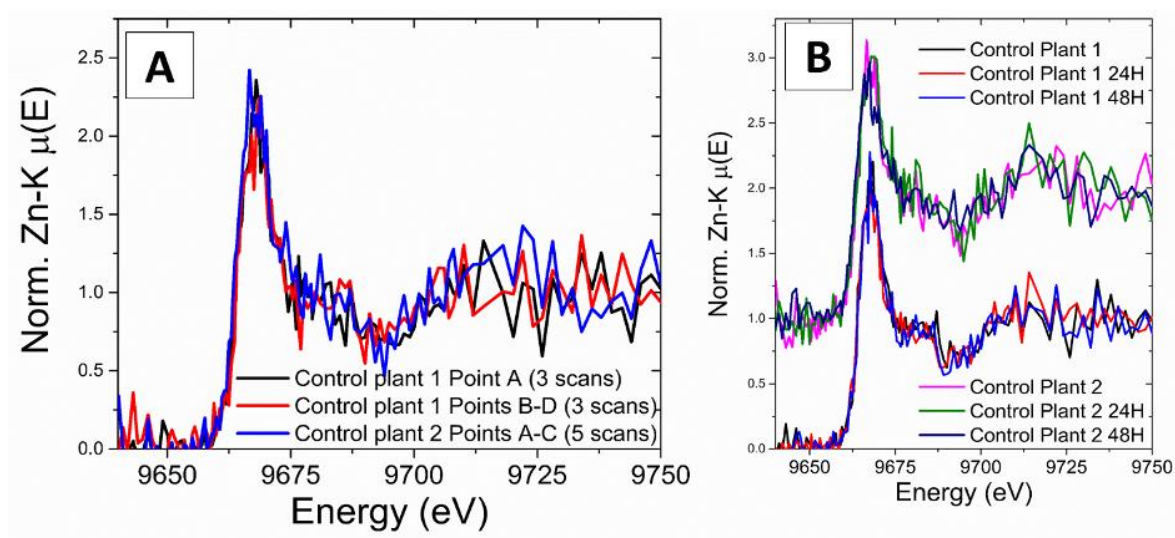 A
Norm. Zn-K μ(E)
2.5
2.0
1.5
1.0
0.5
0.0
Control plant 1 Point A (3 scans)
Control plant 1 Points B-D (3 scans)
Control plant 2 Points A-C (5 scans)
9650 9675 9700 9725 9750
Energy (eV)
B
Norm. Zn-K μ(E)
3.0
2.5
2.0
1.5
1.0
0.5
0.0
Control Plant 1
Control Plant 1 24H
Control Plant 1 48H
Control Plant 2
Control Plant 2 24H
Control Plant 2 48H
9650 9675 9700 9725 9750
Energy (eV)